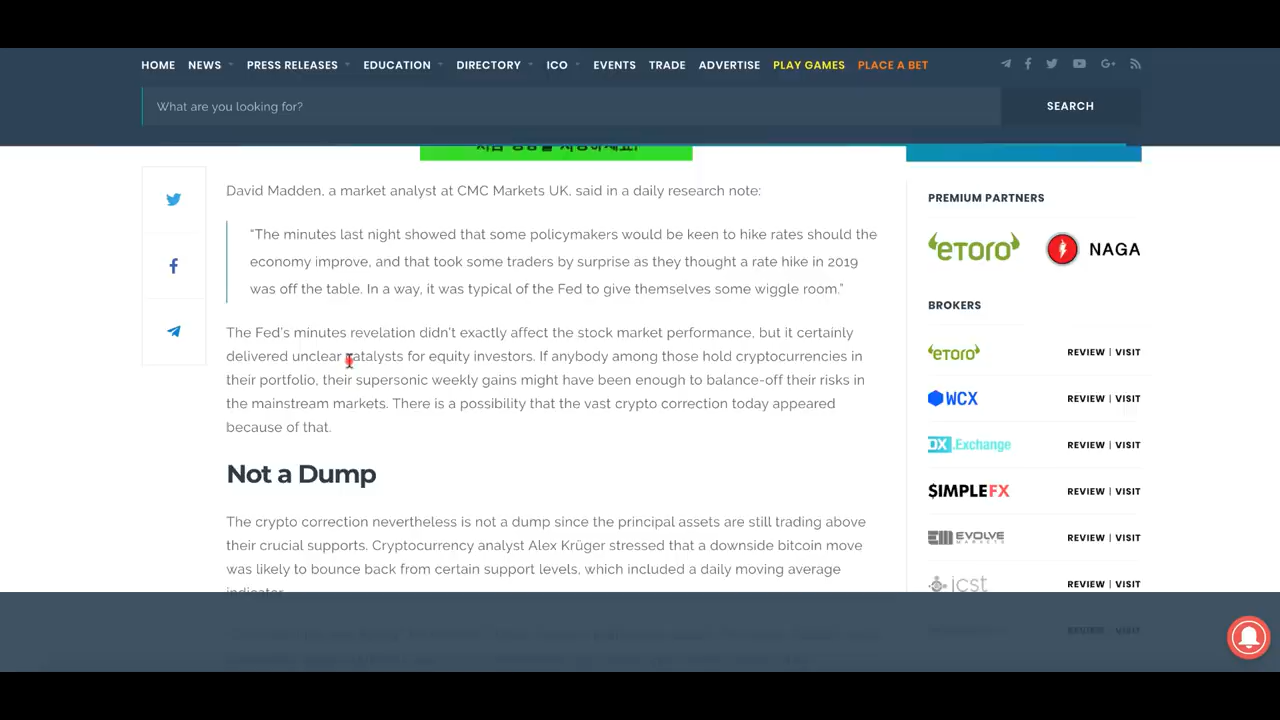 HOME NEWS PRESS RELEASES EDUCATION DIRECTORY ICO EVENTS TRADE ADVERTISE PLAY GAMES PLACE A BET
What are you looking for?
SEARCH
David Madden, a market analyst at CMC Markets UK, said in a daily research note:
“The minutes last night showed that some policymakers would be keen to hike rates should the
economy improve, and that took some traders by surprise as they thought a rate hike in 2019
was off the table. In a way, it was typical of the Fed to give themselves some wiggle room.”
The Fed’s minutes revelation didn’t exactly affect the stock market performance, but it certainly
delivered unclear catalysts for equity investors. If anybody among those hold cryptocurrencies in
their portfolio, their supersonic weekly gains might have been enough to balance-off their risks in
the mainstream markets. There is a possibility that the vast crypto correction today appeared
because of that.
Not a Dump
The crypto correction nevertheless is not a dump since the principal assets are still trading above
their crucial supports. Cryptocurrency analyst Alex Krüger stressed that a downside bitcoin move
was likely to bounce back from certain support levels, which included a daily moving average
indicator.
PREMIUM PARTNERS
eToro NAGA
BROKERS
eToro REVIEW | VISIT
WCX REVIEW | VISIT
DX.Exchange REVIEW | VISIT
$IMPLEFX REVIEW | VISIT
EVOLVE MARKETS REVIEW | VISIT
icst REVIEW | VISIT
REVIEW | VISIT